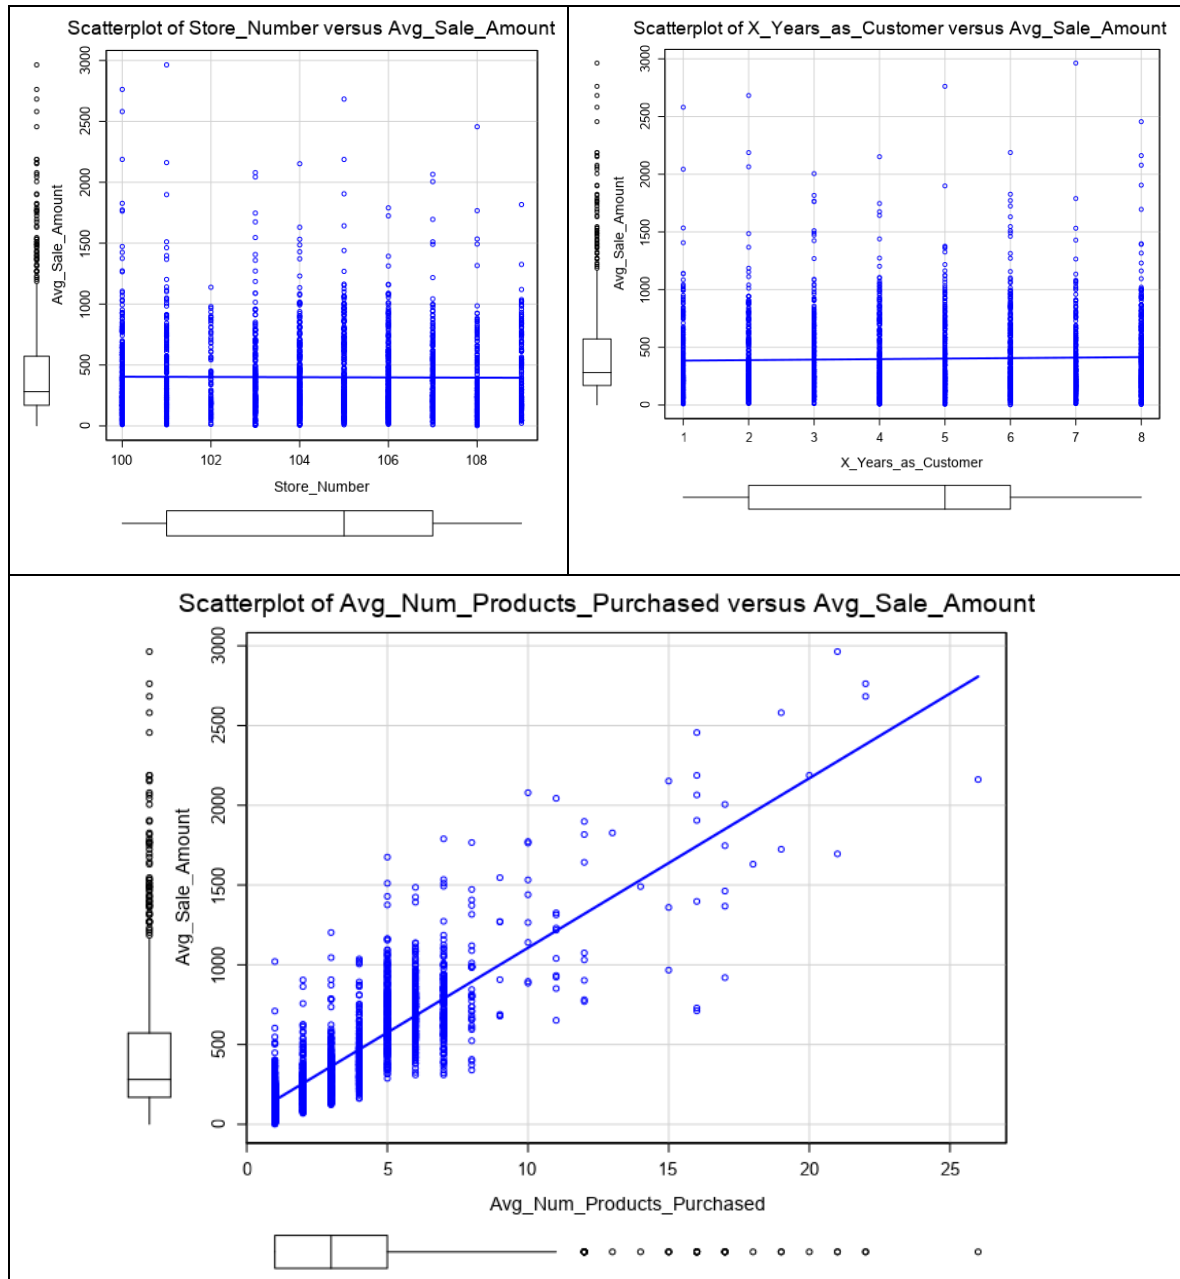 Scatterplot of Store_Number versus Avg_Sale_Amount
3000
2500
2000
1500
1000
500
0
Avg_Sale_Amount
100 102 104 106 108
Store_Number
Scatterplot of X_Years_as_Customer versus Avg_Sale_Amount
3000
2500
2000
1500
1000
500
0
Avg_Sale_Amount
1 2 3 4 5 6 7 8
X_Years_as_Customer
Scatterplot of Avg_Num_Products_Purchased versus Avg_Sale_Amount
3000
2500
2000
1500
1000
500
0
Avg_Sale_Amount
0 5 10 15 20 25
Avg_Num_Products_Purchased